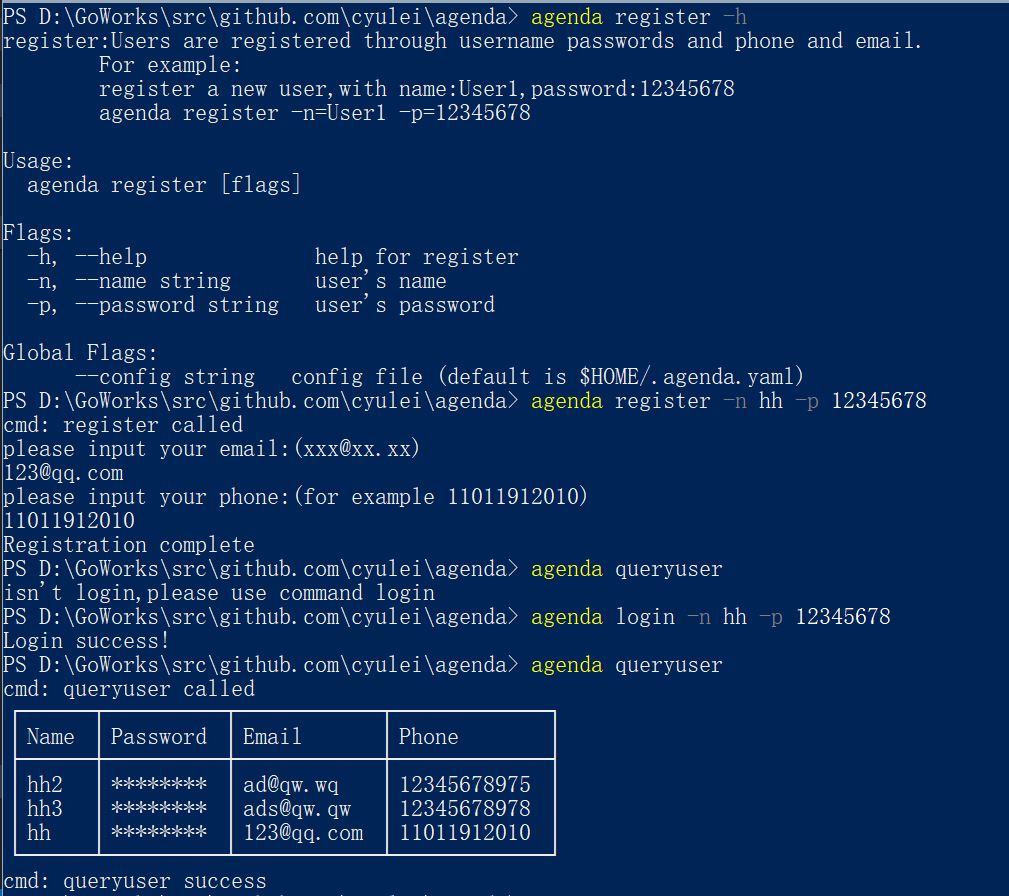 PS D:\GoWorks\src\github.com\cyulei\agenda> agenda register -h
register:Users are registered through username passwords and phone and email.
        For example:
        register a new user,with name:User1,password:12345678
        agenda register -n=User1 -p=12345678

Usage:
  agenda register [flags]

Flags:
  -h, --help              help for register
  -n, --name string       user's name
  -p, --password string   user's password

Global Flags:
      --config string   config file (default is $HOME/.agenda.yaml)
PS D:\GoWorks\src\github.com\cyulei\agenda> agenda register -n hh -p 12345678
cmd: register called
please input your email:(xxx@xx.xx)
123@qq.com
please input your phone:(for example 11011912010)
11011912010
Registration complete
PS D:\GoWorks\src\github.com\cyulei\agenda> agenda queryuser
isn't login,please use command login
PS D:\GoWorks\src\github.com\cyulei\agenda> agenda login -n hh -p 12345678
Login success!
PS D:\GoWorks\src\github.com\cyulei\agenda> agenda queryuser
cmd: queryuser called
Name Password Email Phone
hh2 ******** ad@qw.wq 12345678975
hh3 ******** ads@qw.qw 12345678978
hh ******** 123@qq.com 11011912010
cmd: queryuser success